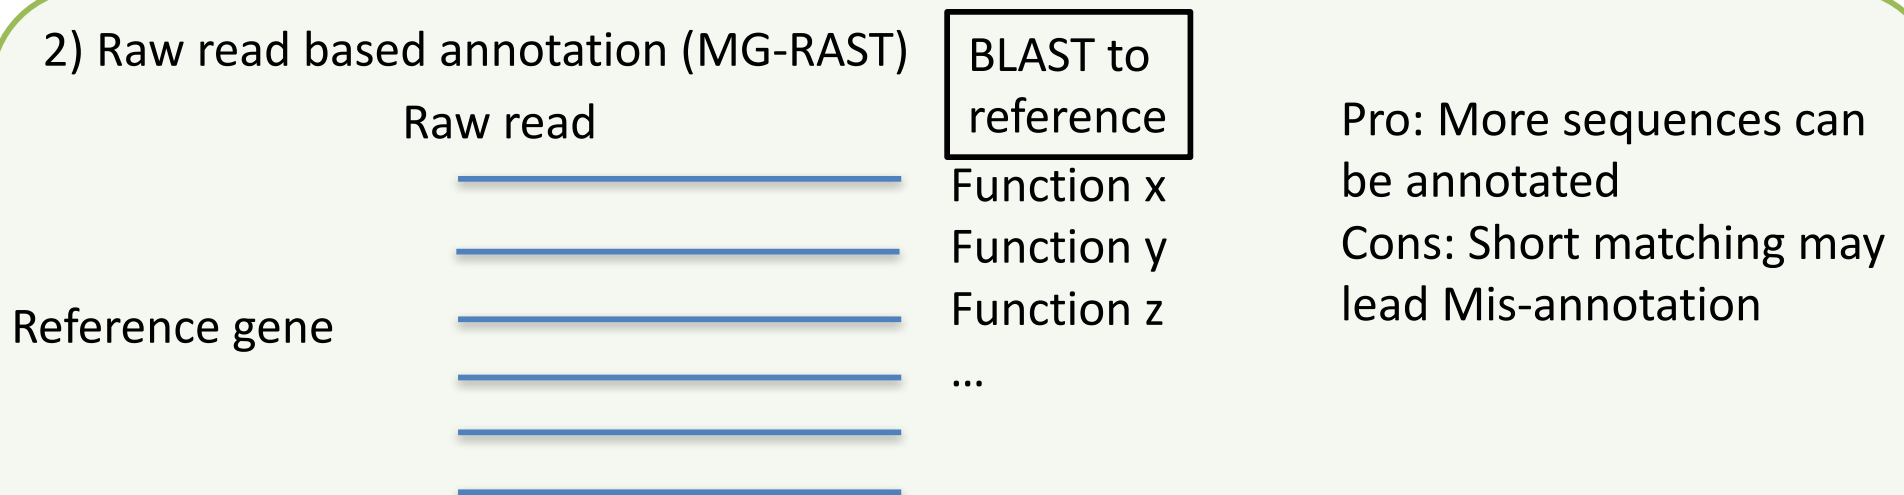 2) Raw read based annotation (MG-RAST)
Raw read
Reference gene
BLAST to
reference
Function x
Function y
Function z
...
Pro: More sequences can
be annotated
Cons: Short matching may
lead Mis-annotation